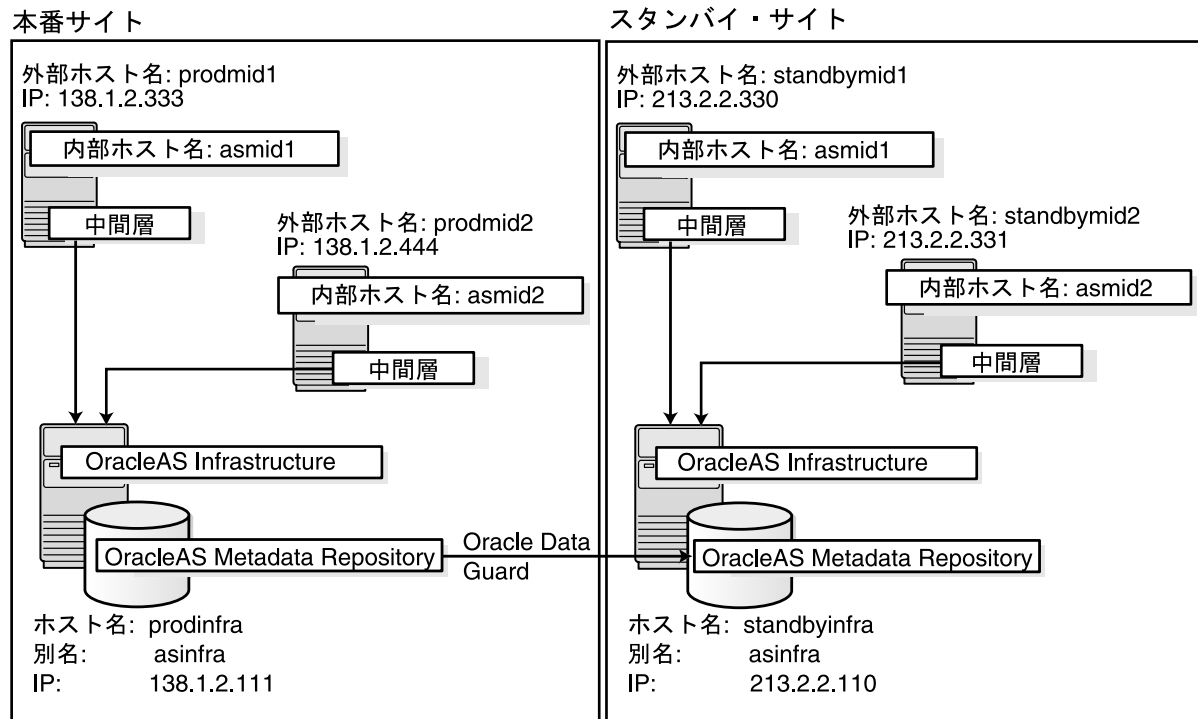 本番サイト
外部ホスト名: prodmid1
IP: 138.1.2.333
内部ホスト名: asmid1
中間層
外部ホスト名: prodmid2
IP: 138.1.2.444
内部ホスト名: asmid2
中間層
OracleAS Infrastructure
OracleAS Metadata Repository
Oracle Data
Guard
ホスト名: prodinfra
別名: asinfra
IP: 138.1.2.111
スタンバイ・サイト
外部ホスト名: standbymid1
IP: 213.2.2.330
内部ホスト名: asmid1
中間層
外部ホスト名: standbymid2
IP: 213.2.2.331
内部ホスト名: asmid2
中間層
OracleAS Infrastructure
OracleAS Metadata Repository
ホスト名: standbyinfra
別名: asinfra
IP: 213.2.2.110